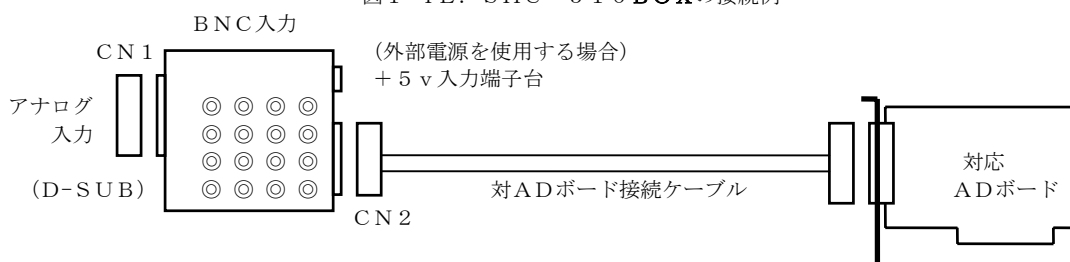 BNC入力
CN1
(外部電源を使用する場合)
+5v入力端子台
アナログ
入力
(D-SUB)
対ADボード接続ケーブル
CN2
対応
ADボード